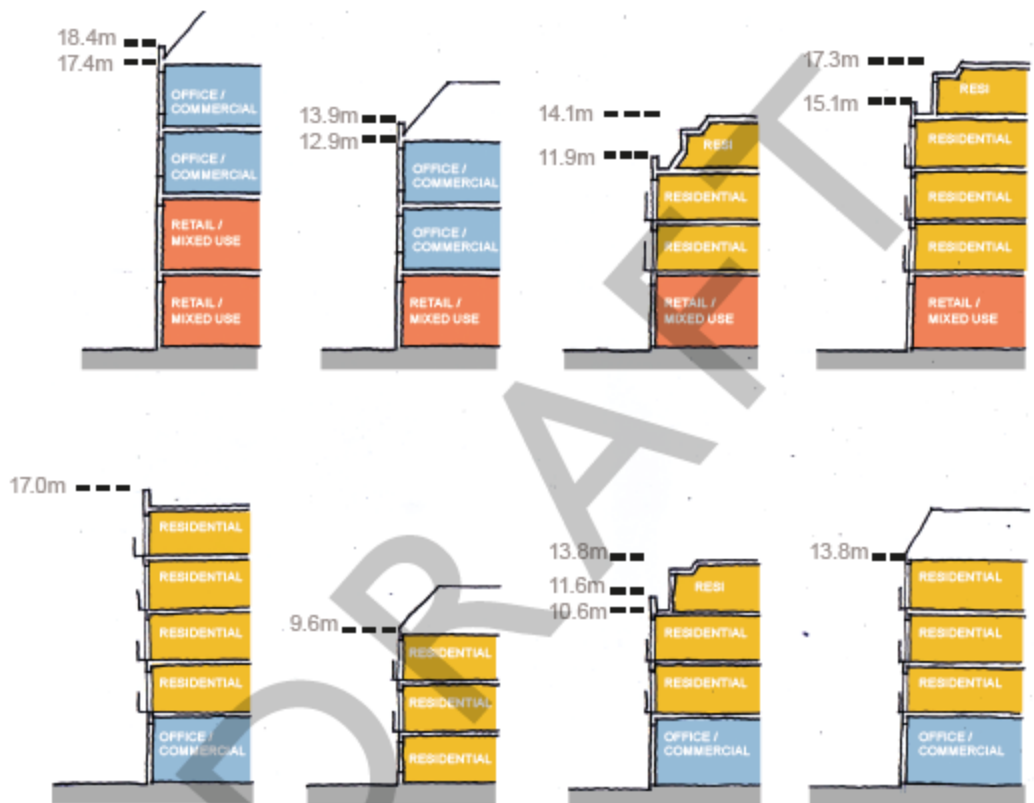 18.4m
17.4m
OFFICE /
COMMERCIAL
OFFICE /
COMMERCIAL
RETAIL /
MIXED USE
RETAIL /
MIXED USE
13.9m
12.9m
OFFICE /
COMMERCIAL
OFFICE /
COMMERCIAL
RETAIL /
MIXED USE
14.1m
11.9m
RESI
RESIDENTIAL
RESIDENTIAL
RETAIL /
MIXED USE
17.3m
15.1m
RESI
RESIDENTIAL
RESIDENTIAL
RESIDENTIAL
RETAIL /
MIXED USE
17.0m
RESIDENTIAL
RESIDENTIAL
RESIDENTIAL
RESIDENTIAL
OFFICE /
COMMERCIAL
9.6m
RESIDENTIAL
RESIDENTIAL
RESIDENTIAL
13.8m
11.6m
10.6m
RESI
RESIDENTIAL
RESIDENTIAL
OFFICE /
COMMERCIAL
13.8m
RESIDENTIAL
RESIDENTIAL
RESIDENTIAL
OFFICE /
COMMERCIAL
DRAFT